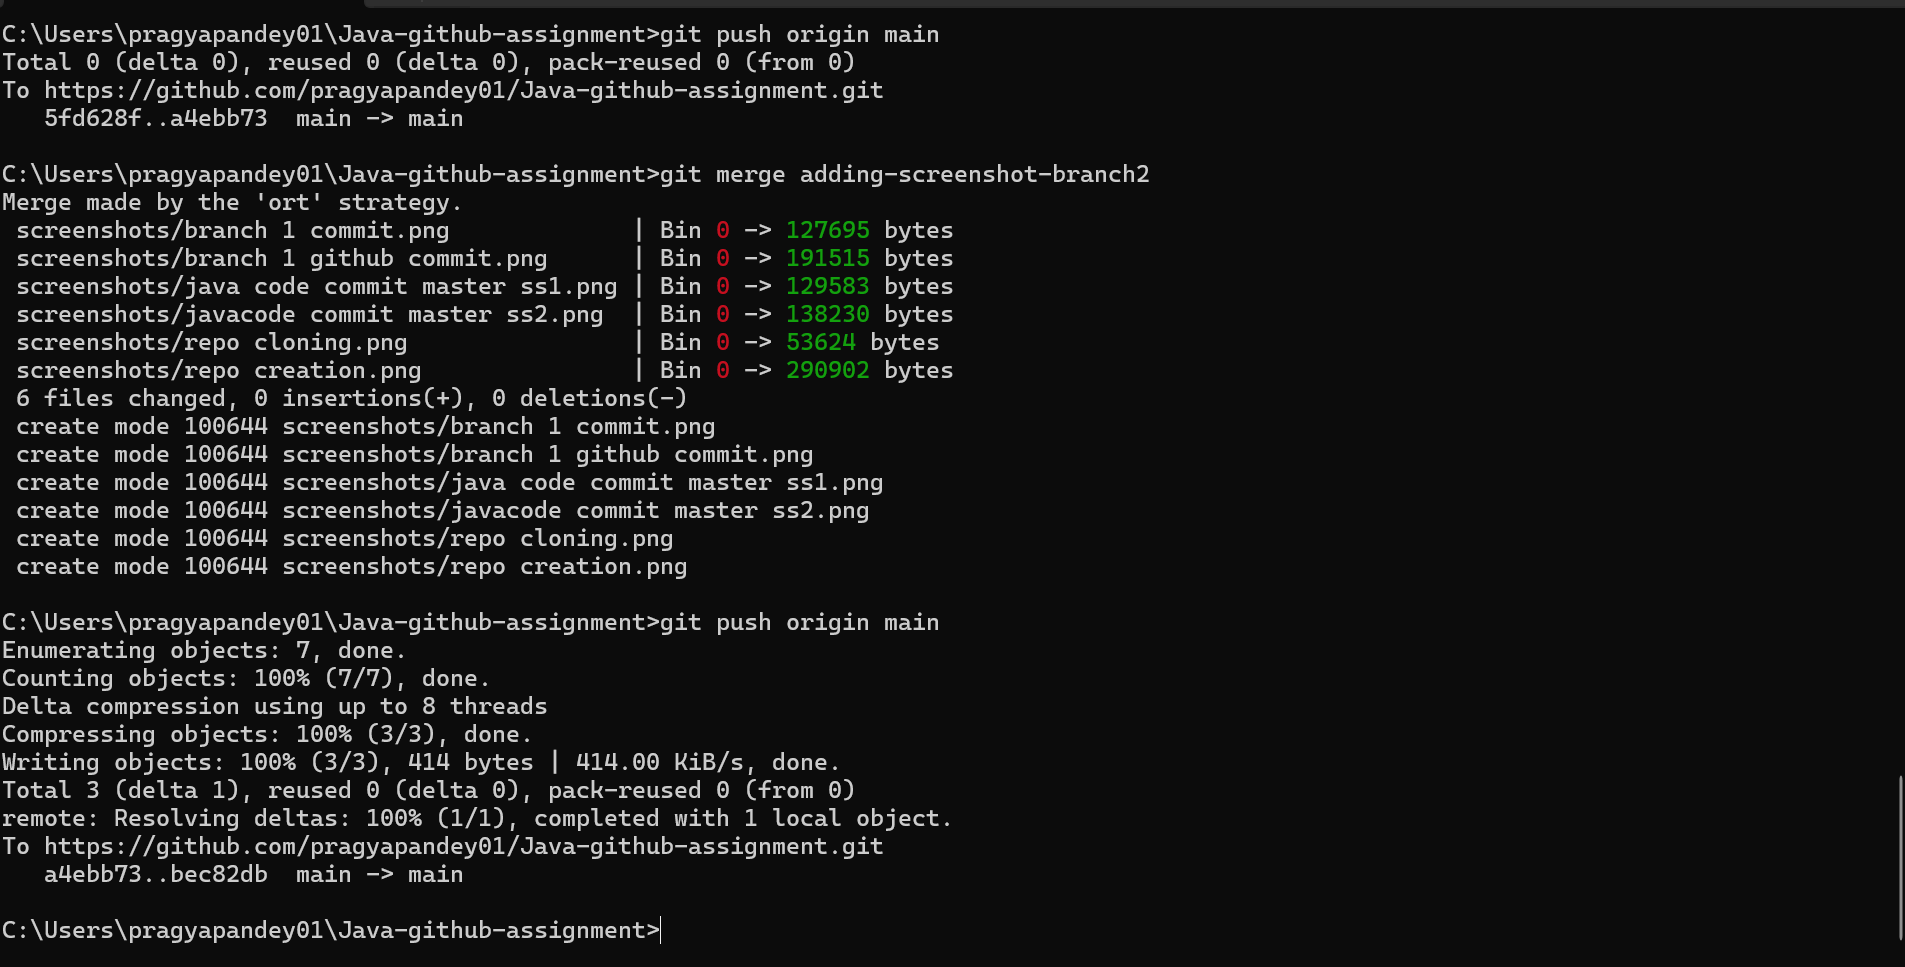 C:\Users\pragyapandey01\Java-github-assignment>git push origin main
Total 0 (delta 0), reused 0 (delta 0), pack-reused 0 (from 0)
To https://github.com/pragyapandey01/Java-github-assignment.git
   5fd628f..a4ebb73  main -> main

C:\Users\pragyapandey01\Java-github-assignment>git merge adding-screenshot-branch2
Merge made by the 'ort' strategy.
 screenshots/branch 1 commit.png             | Bin 0 -> 127695 bytes
 screenshots/branch 1 github commit.png      | Bin 0 -> 191515 bytes
 screenshots/java code commit master ss1.png | Bin 0 -> 129583 bytes
 screenshots/javacode commit master ss2.png  | Bin 0 -> 138230 bytes
 screenshots/repo cloning.png                | Bin 0 -> 53624 bytes
 screenshots/repo creation.png               | Bin 0 -> 290902 bytes
 6 files changed, 0 insertions(+), 0 deletions(-)
 create mode 100644 screenshots/branch 1 commit.png
 create mode 100644 screenshots/branch 1 github commit.png
 create mode 100644 screenshots/java code commit master ss1.png
 create mode 100644 screenshots/javacode commit master ss2.png
 create mode 100644 screenshots/repo cloning.png
 create mode 100644 screenshots/repo creation.png

C:\Users\pragyapandey01\Java-github-assignment>git push origin main
Enumerating objects: 7, done.
Counting objects: 100% (7/7), done.
Delta compression using up to 8 threads
Compressing objects: 100% (3/3), done.
Writing objects: 100% (3/3), 414 bytes | 414.00 KiB/s, done.
Total 3 (delta 1), reused 0 (delta 0), pack-reused 0 (from 0)
remote: Resolving deltas: 100% (1/1), completed with 1 local object.
To https://github.com/pragyapandey01/Java-github-assignment.git
   a4ebb73..bec82db  main -> main

C:\Users\pragyapandey01\Java-github-assignment>